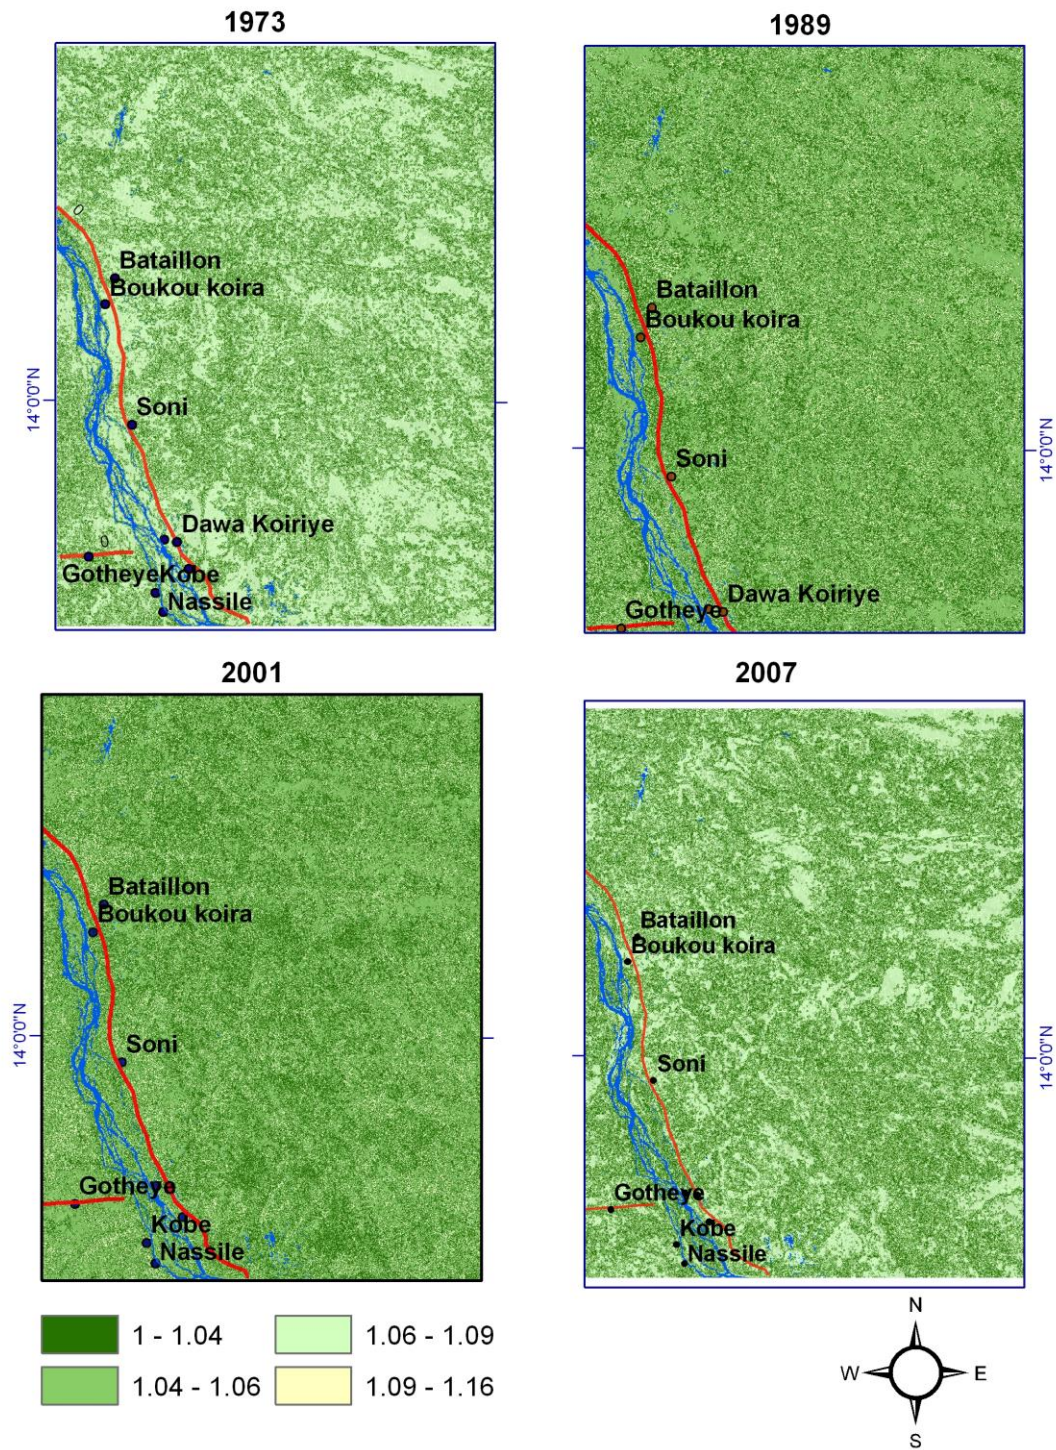 1973
1989
0
Bataillon
Boukou koira
Soni
Dawa Koiriye
0
GotheyeKobe
Nassile
14°0'0"N
Bataillon
Boukou koira
Soni
Dawa Koiriye
Gotheye
14°0'0"N
2001
2007
Bataillon
Boukou koira
Soni
Gotheye
Kobe
Nassile
14°0'0"N
Bataillon
Boukou koira
Soni
Gotheye
Kobe
Nassile
14°0'0"N
1 - 1.04
1.06 - 1.09
1.04 - 1.06
1.09 - 1.16
N
W
E
S